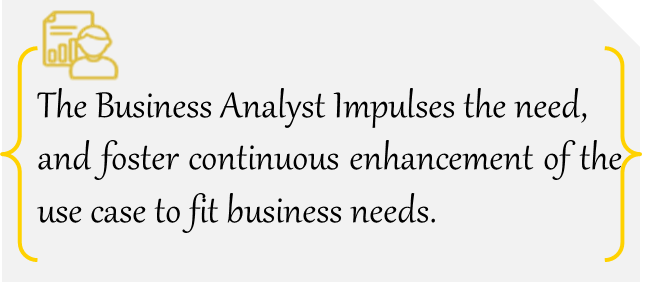 The Business Analyst Impulses the need,
and foster continuous enhancement of the
use case to fit business needs.